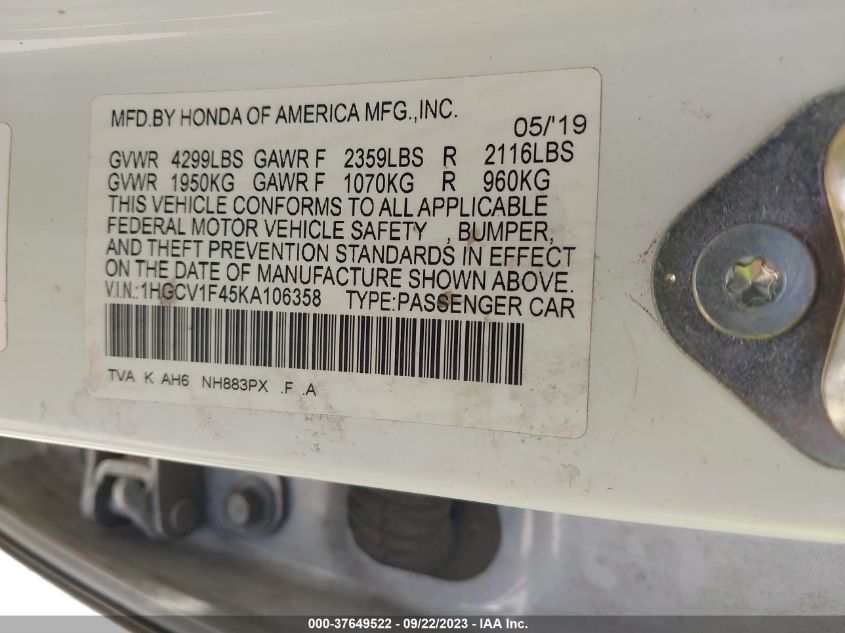 MFD.BY HONDA OF AMERICA MFG.,INC.
05/'19
GVWR 4299LBS GAWR F 2359LBS R 2116LBS
GVWR 1950KG GAWR F 1070KG R 960KG
THIS VEHICLE CONFORMS TO ALL APPLICABLE
FEDERAL MOTOR VEHICLE SAFETY , BUMPER,
AND THEFT PREVENTION STANDARDS IN EFFECT
ON THE DATE OF MANUFACTURE SHOWN ABOVE.
V.I.N.:1HGCV1F45KA106358 TYPE:PASSENGER CAR
TVA K AH6 NH883PX .F .A
000-37649522 - 09/22/2023 - IAA Inc.